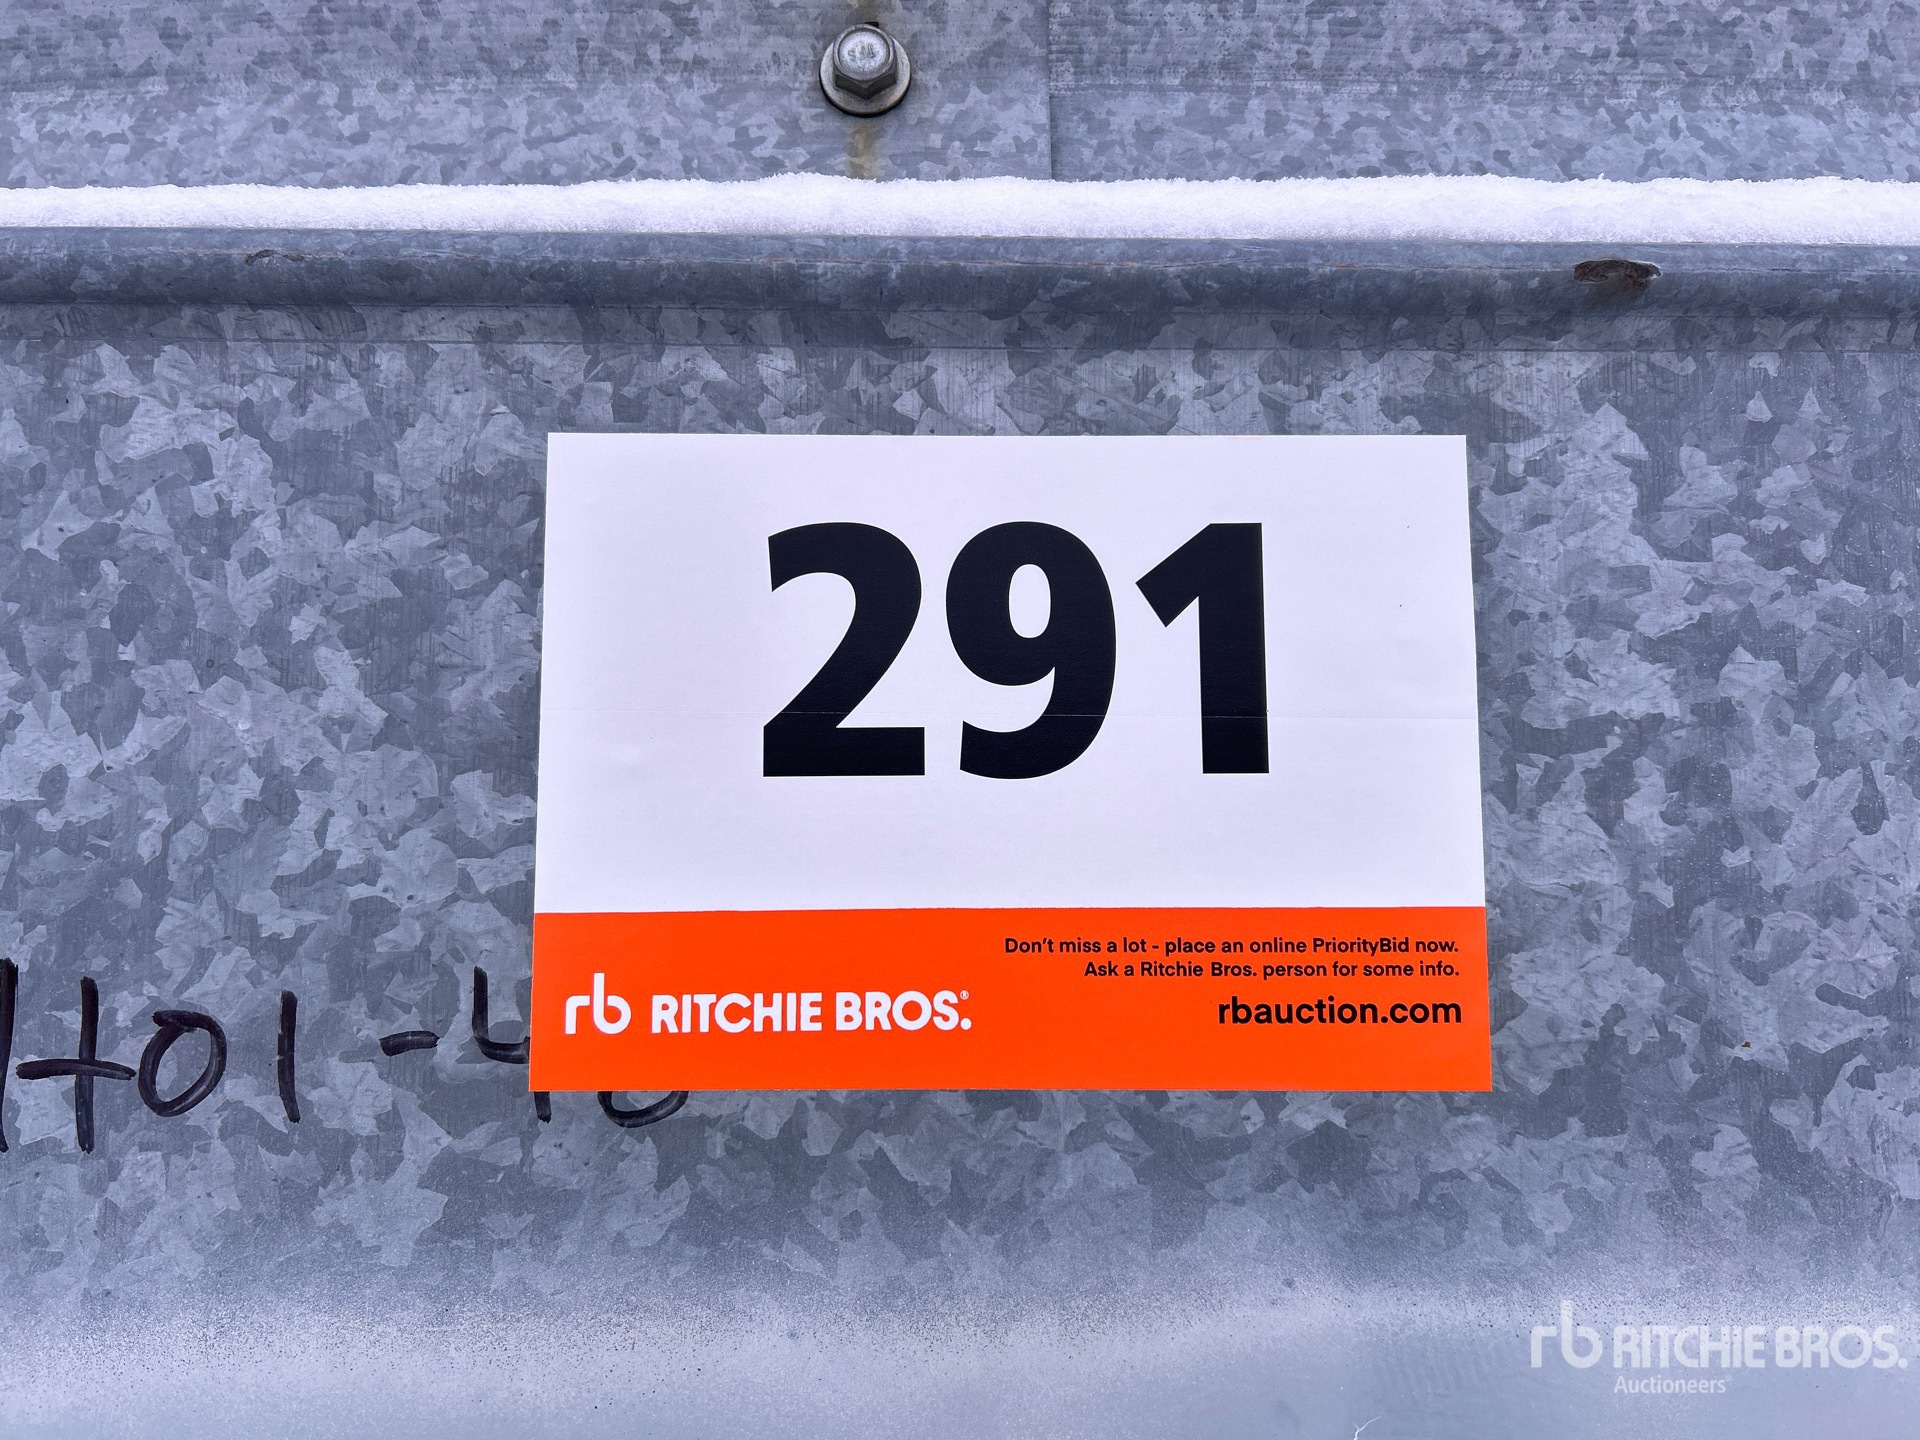 291
Don't miss a lot - place an online PriorityBid now.
Ask a Ritchie Bros. person for some info.
rb RITCHIE BROS.®
rbauction.com
rb RITCHIE BROS.
Auctioneers